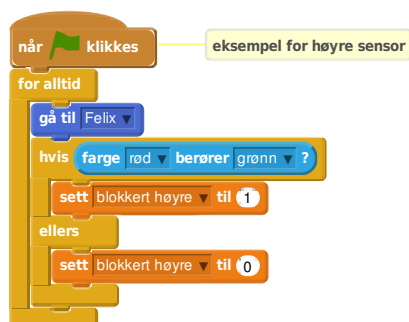 når klikkes eksempel for høyre sensor
for alltid
gå til Felix
hvis farge rød berører grønn ?
sett blokkert høyre til 1
ellers
sett blokkert høyre til 0